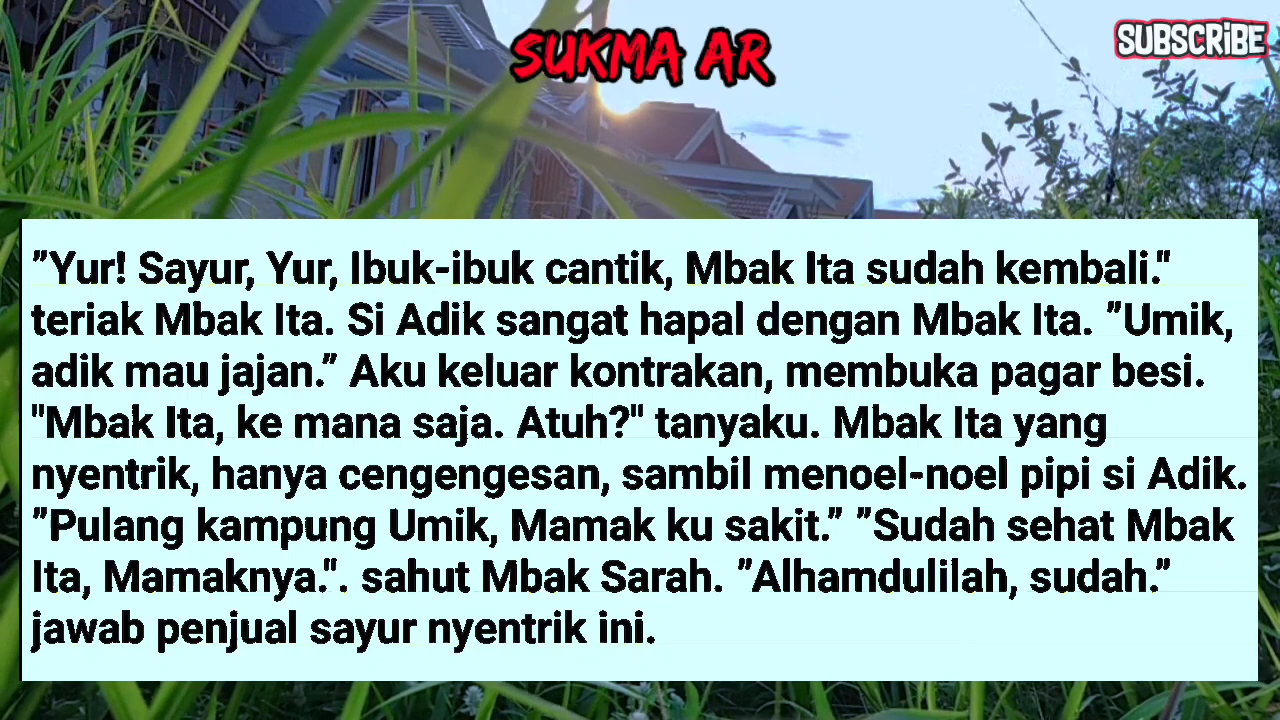 SUKMA AR
SUBSCRiBE
”Yur! Sayur, Yur, Ibuk-ibuk cantik, Mbak Ita sudah kembali."
teriak Mbak Ita. Si Adik sangat hapal dengan Mbak Ita. ”Umik,
adik mau jajan.” Aku keluar kontrakan, membuka pagar besi.
"Mbak Ita, ke mana saja. Atuh?" tanyaku. Mbak Ita yang
nyentrik, hanya cengengesan, sambil menoel-noel pipi si Adik.
”Pulang kampung Umik, Mamak ku sakit.” ”Sudah sehat Mbak
Ita, Mamaknya.". sahut Mbak Sarah. ”Alhamdulilah, sudah.”
jawab penjual sayur nyentrik ini.